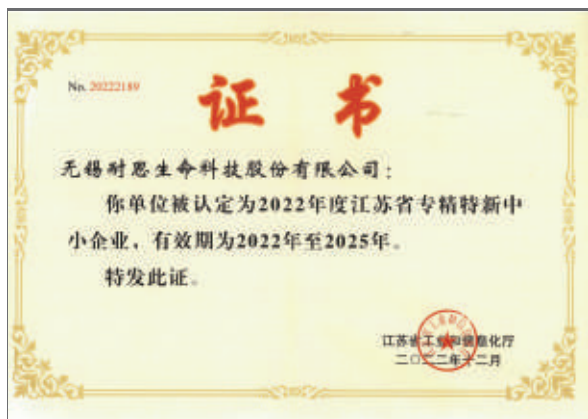 No. 20222189
证 书
无锡耐思生命科技股份有限公司：
你单位被认定为2022年度江苏省专精特新中
小企业，有效期为2022年至2025年。
特发此证。
江苏省工业和信息化厅
二〇二二年十二月